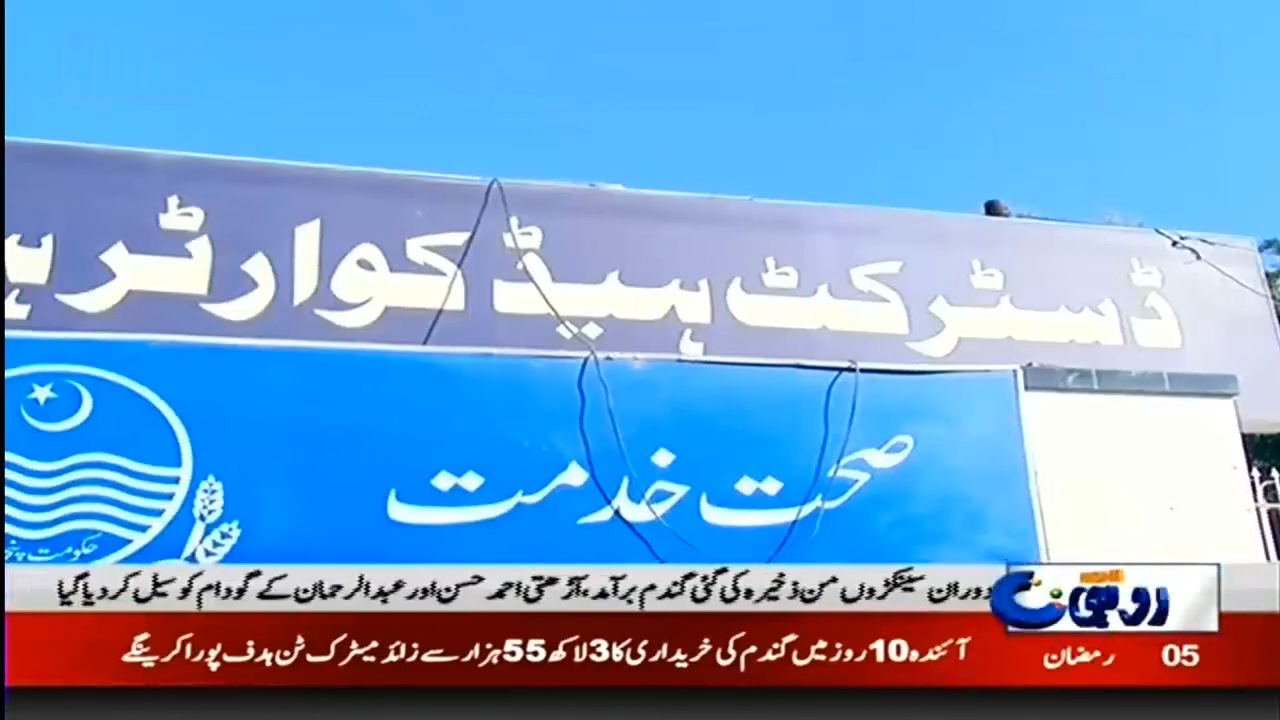 ڈسٹرکٹ ہیڈ کوارٹر
صحت خدمت
حکومت
دوران سینکڑوں من ذخیرہ کی گئی گندم برآمد، آڑھتی احمد حسن اور عبدالرحمان کے گودام کو سیل کر دیا گیا
روہی
آئندہ 10 روز میں گندم کی خریداری کا 3 لاکھ 55 ہزار سے زائد میٹرک ٹن ہدف پورا کرینگے
05 رمضان